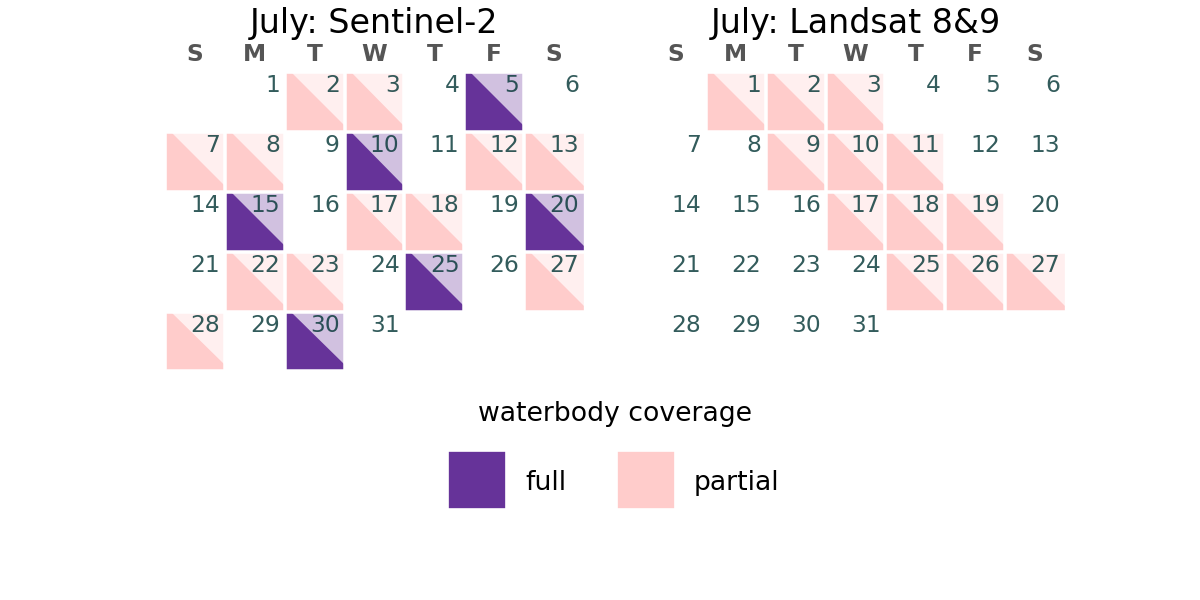 July: Sentinel-2
S M T W T F S
1 2 3 4 5 6
7 8 9 10 11 12 13
14 15 16 17 18 19 20
21 22 23 24 25 26 27
28 29 30 31
July: Landsat 8&9
S M T W T F S
1 2 3 4 5 6
7 8 9 10 11 12 13
14 15 16 17 18 19 20
21 22 23 24 25 26 27
28 29 30 31
waterbody coverage
full
partial